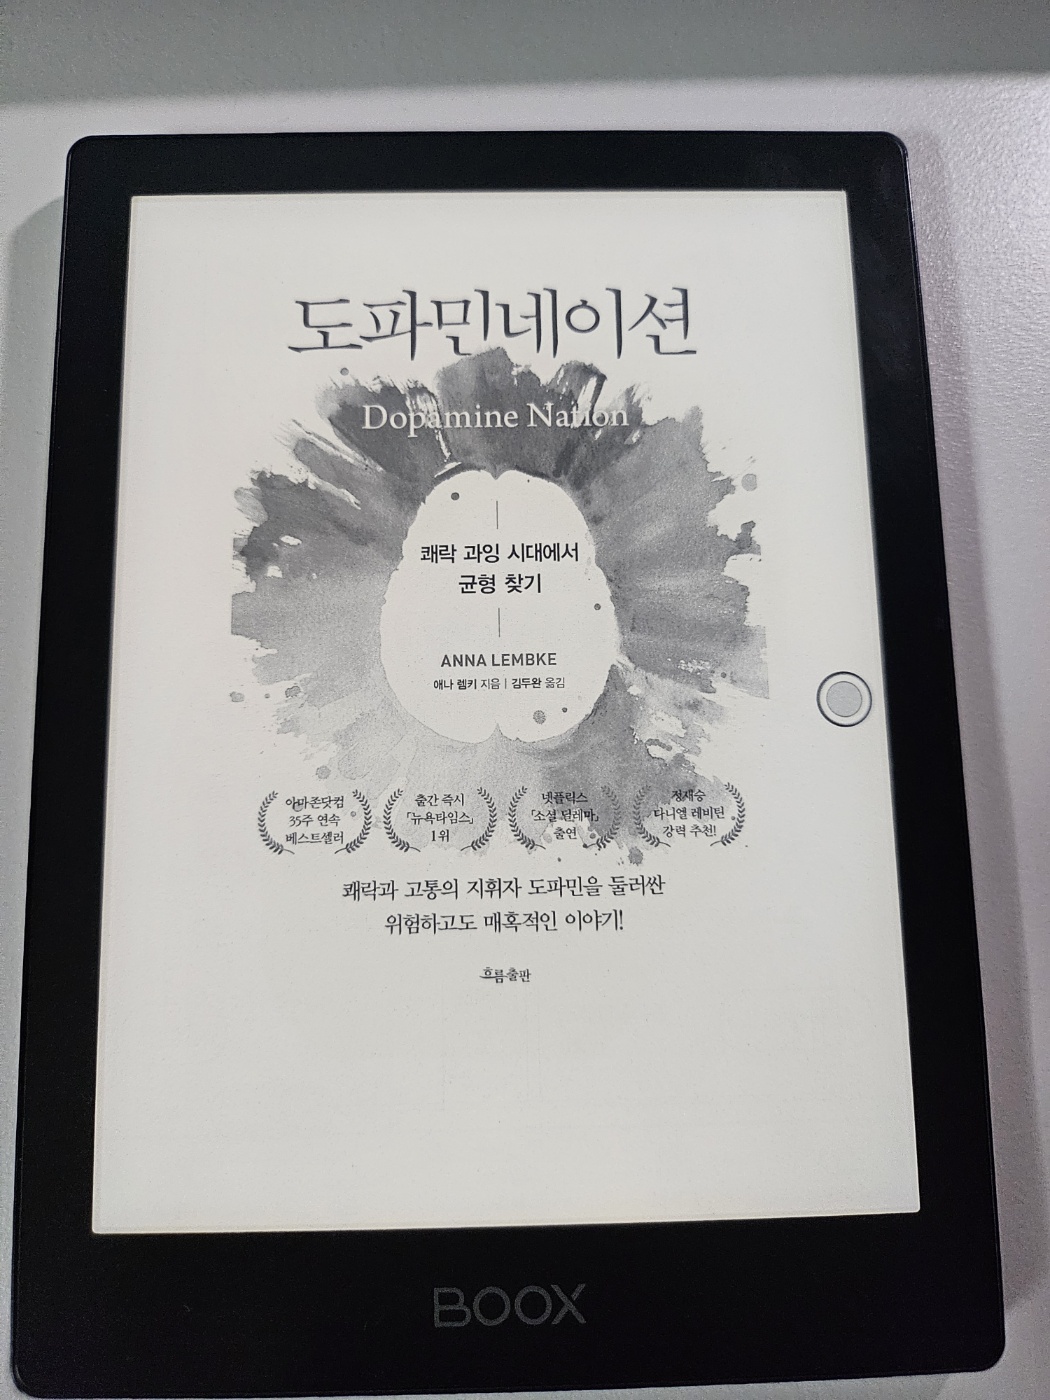 도파민네이션
Dopamine Nation
쾌락 과잉 시대에서
균형 찾기
ANNA LEMBKE
애나 렘키 지음 | 김두완 옮김
아마존닷컴
35주 연속
베스트셀러
출간 즉시
「뉴욕타임스」
1위
넷플릭스
「소셜 딜레마」
출연
정재승
다니엘 레비틴
강력 추천!
쾌락과 고통의 지휘자 도파민을 둘러싼
위험하고도 매혹적인 이야기!
흐름출판
BOOX